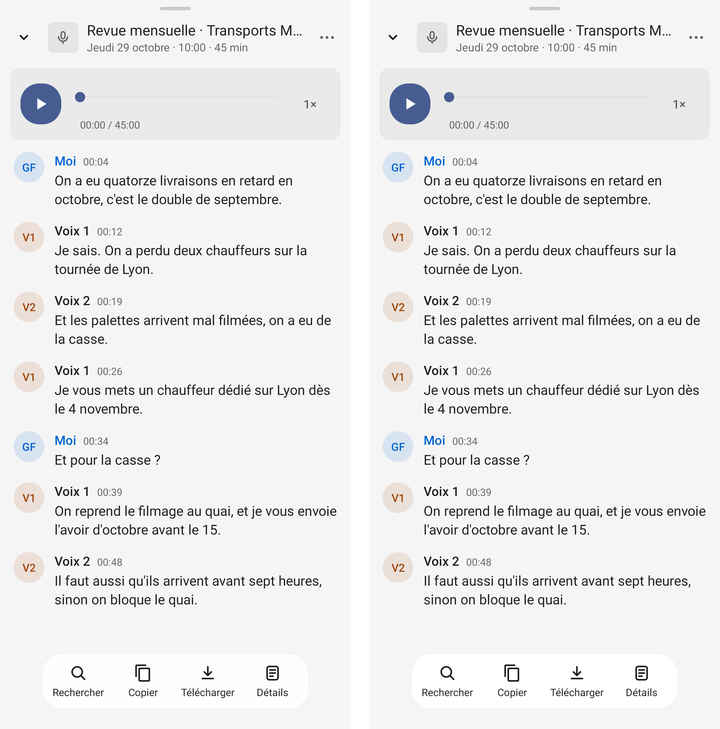 Revue mensuelle · Transports M...
Jeudi 29 octobre · 10:00 · 45 min
1×
00:00 / 45:00
GF
Moi 00:04
On a eu quatorze livraisons en retard en
octobre, c'est le double de septembre.
V1
Voix 1 00:12
Je sais. On a perdu deux chauffeurs sur la
tournée de Lyon.
V2
Voix 2 00:19
Et les palettes arrivent mal filmées, on a eu de
la casse.
V1
Voix 1 00:26
Je vous mets un chauffeur dédié sur Lyon dès
le 4 novembre.
GF
Moi 00:34
Et pour la casse ?
V1
Voix 1 00:39
On reprend le filmage au quai, et je vous envoie
l'avoir d'octobre avant le 15.
V2
Voix 2 00:48
Il faut aussi qu'ils arrivent avant sept heures,
sinon on bloque le quai.
Rechercher Copier Télécharger Détails
Revue mensuelle · Transports M...
Jeudi 29 octobre · 10:00 · 45 min
1×
00:00 / 45:00
GF
Moi 00:04
On a eu quatorze livraisons en retard en
octobre, c'est le double de septembre.
V1
Voix 1 00:12
Je sais. On a perdu deux chauffeurs sur la
tournée de Lyon.
V2
Voix 2 00:19
Et les palettes arrivent mal filmées, on a eu de
la casse.
V1
Voix 1 00:26
Je vous mets un chauffeur dédié sur Lyon dès
le 4 novembre.
GF
Moi 00:34
Et pour la casse ?
V1
Voix 1 00:39
On reprend le filmage au quai, et je vous envoie
l'avoir d'octobre avant le 15.
V2
Voix 2 00:48
Il faut aussi qu'ils arrivent avant sept heures,
sinon on bloque le quai.
Rechercher Copier Télécharger Détails